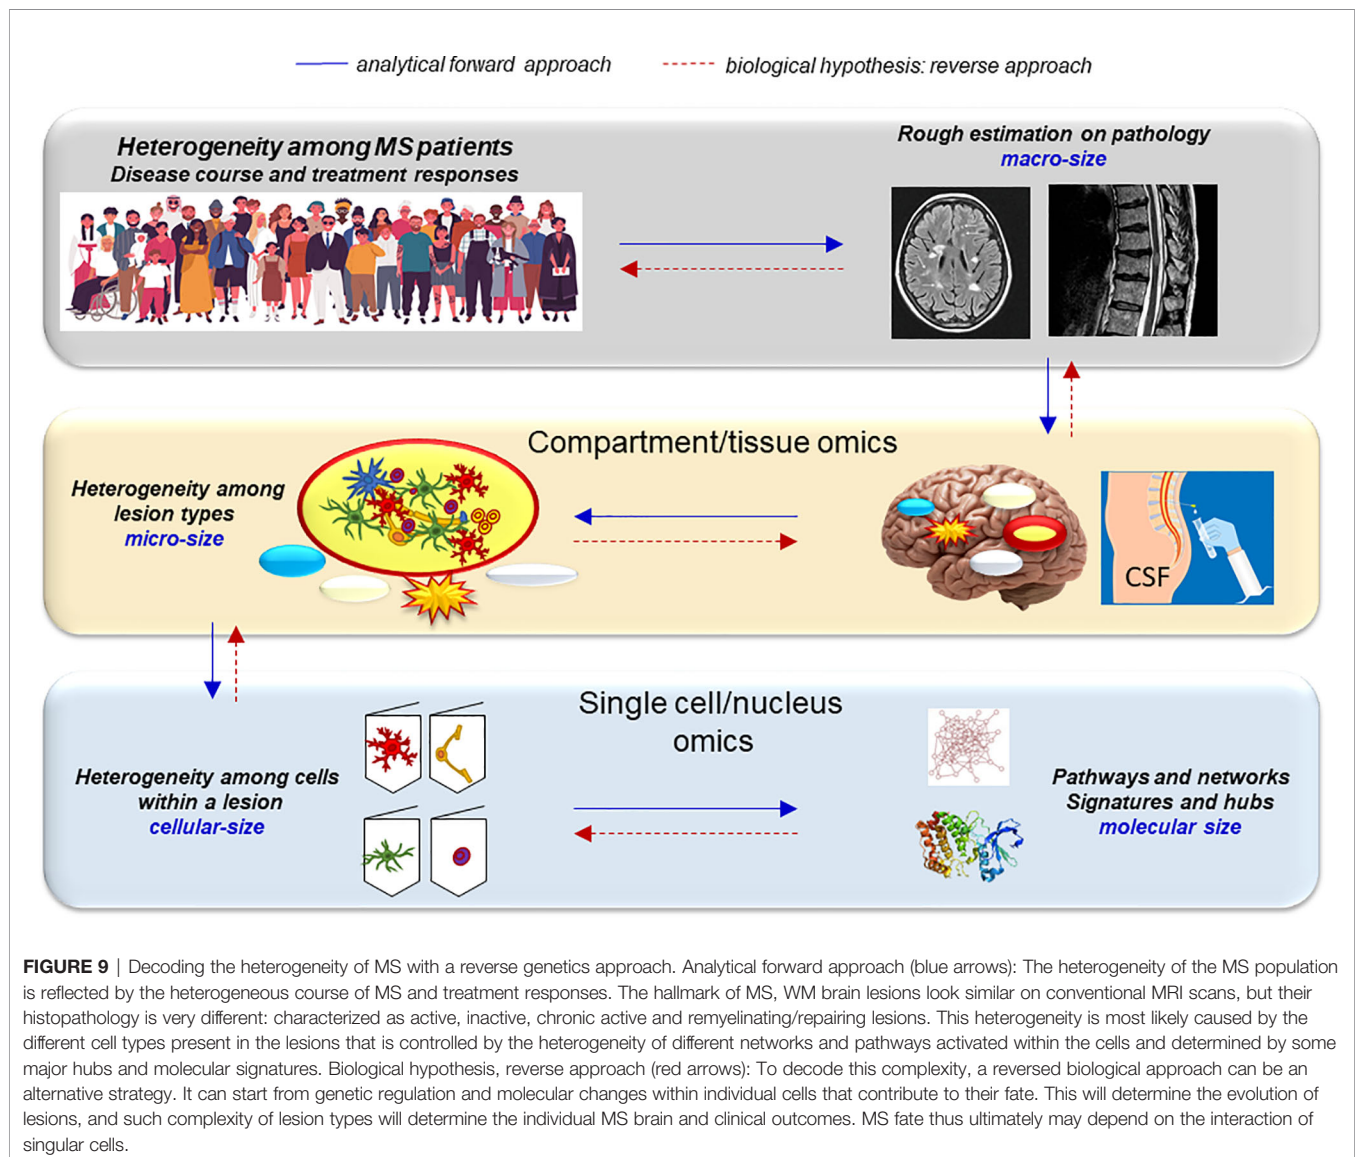 analytical forward approach
biological hypothesis: reverse approach
Heterogeneity among MS patients
Disease course and treatment responses
Rough estimation on pathology
macro-size
Compartment/tissue omics
Heterogeneity among
lesion types
micro-size
CSF
Single cell/nucleus
omics
Heterogeneity among cells
within a lesion
cellular-size
Pathways and networks
Signatures and hubs
molecular size
FIGURE 9 | Decoding the heterogeneity of MS with a reverse genetics approach. Analytical forward approach (blue arrows): The heterogeneity of the MS population
is reflected by the heterogeneous course of MS and treatment responses. The hallmark of MS, WM brain lesions look similar on conventional MRI scans, but their
histopathology is very different: characterized as active, inactive, chronic active and remyelinating/repairing lesions. This heterogeneity is most likely caused by the
different cell types present in the lesions that is controlled by the heterogeneity of different networks and pathways activated within the cells and determined by some
major hubs and molecular signatures. Biological hypothesis, reverse approach (red arrows): To decode this complexity, a reversed biological approach can be an
alternative strategy. It can start from genetic regulation and molecular changes within individual cells that contribute to their fate. This will determine the evolution of
lesions, and such complexity of lesion types will determine the individual MS brain and clinical outcomes. MS fate thus ultimately may depend on the interaction of
singular cells.